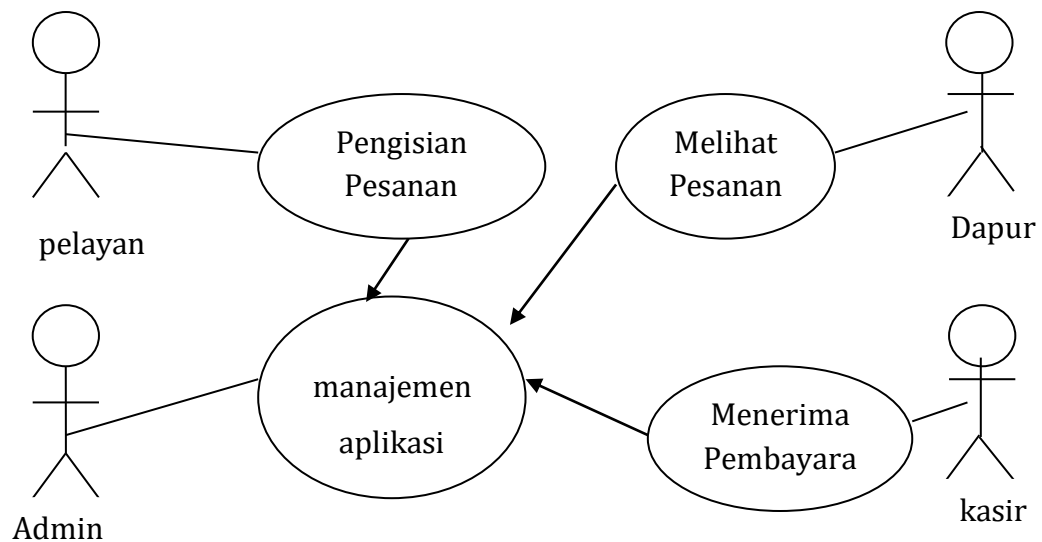 Pengisian
Pesanan
Melihat
Pesanan
pelayan
Dapur
manajemen
aplikasi
Menerima
Pembayara
Admin
kasir